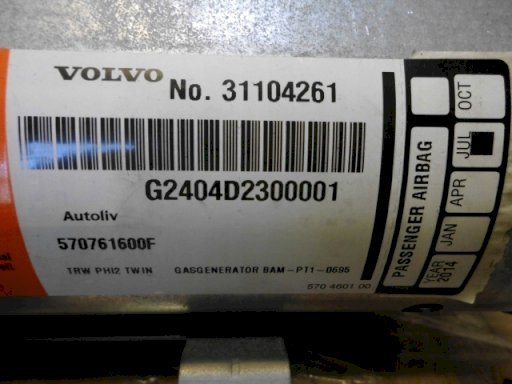 VOLVO No. 31104261
G2404D2300001
Autoliv
570761600F
TRW PHI2 TWIN GASGENERATOR BAM-PT1-0695
570 4601 00
PASSENGER AIRBAG
YEAR 2014
JAN
APR
JUL
OCT